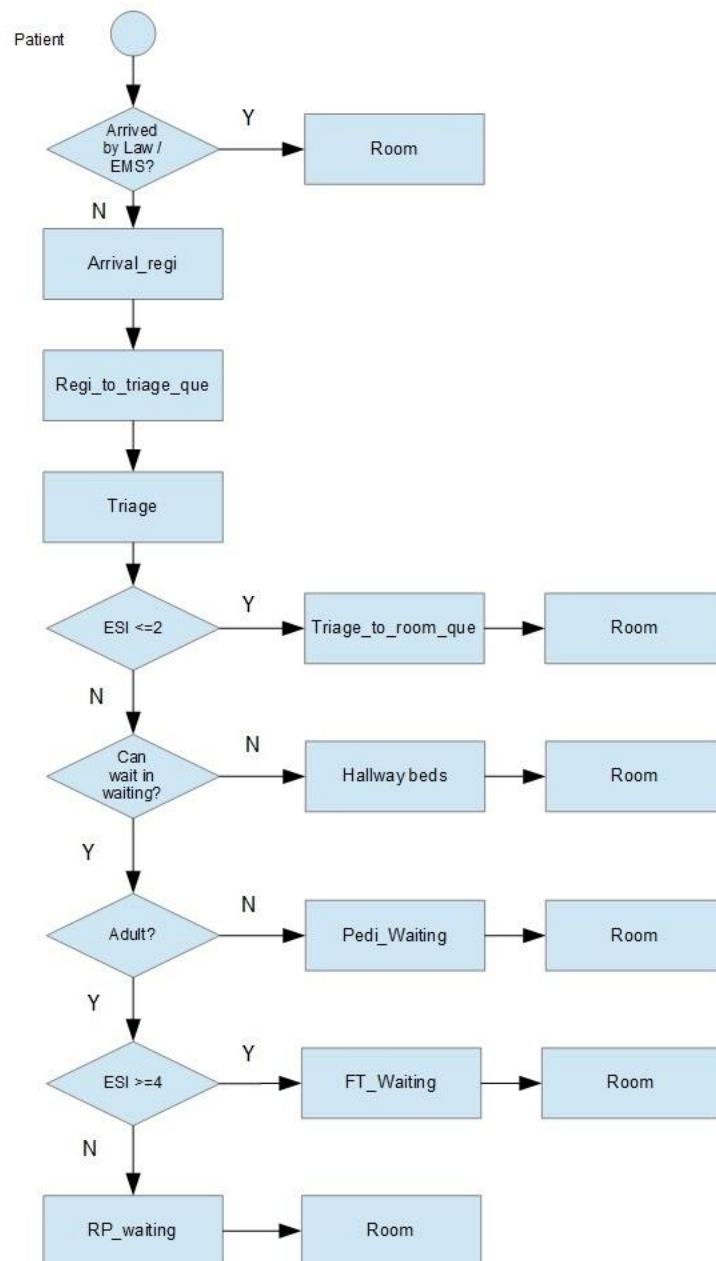 Patient
Arrived
by Law /
EMS?
Y
Room
N
Arrival_regi
Regi_to_triage_que
Triage
ESI <=2
Y
Triage_to_room_que
Room
N
Can
wait in
waiting?
N
Hallway beds
Room
Y
Adult?
N
Pedi_Waiting
Room
Y
ESI >=4
Y
FT_Waiting
Room
N
RP_waiting
Room